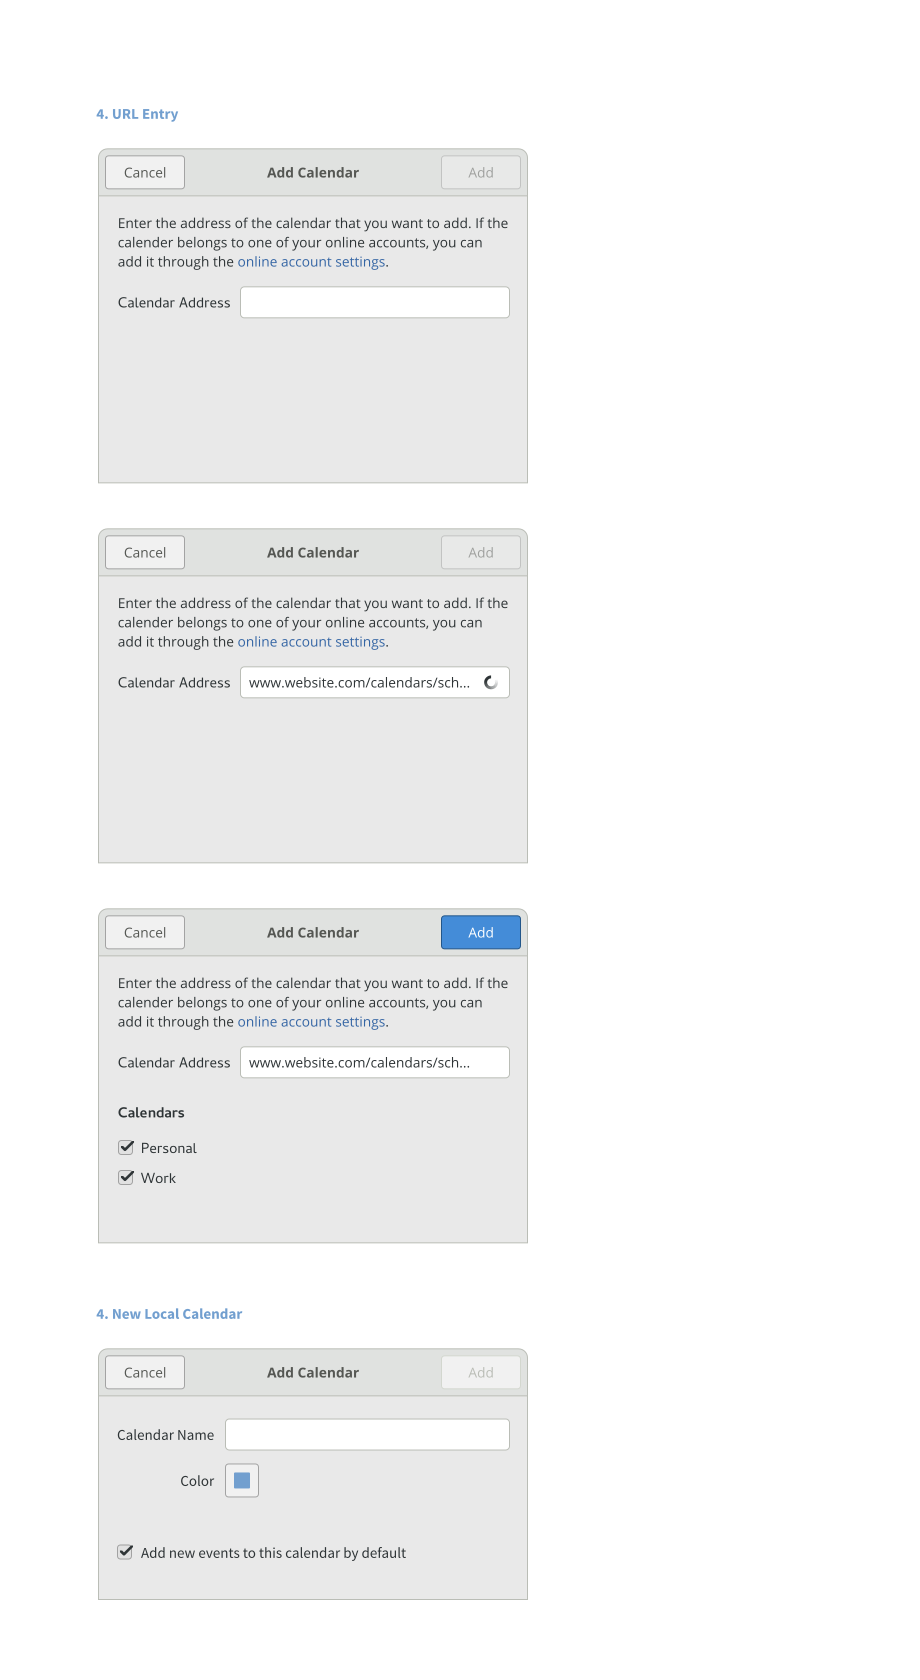 4. URL Entry
Cancel
Add Calendar
Add
Enter the address of the calendar that you want to add. If the
calender belongs to one of your online accounts, you can
add it through the online account settings.
Calendar Address
Cancel
Add Calendar
Add
Enter the address of the calendar that you want to add. If the
calender belongs to one of your online accounts, you can
add it through the online account settings.
Calendar Address www.website.com/calendars/sch...
Cancel
Add Calendar
Add
Enter the address of the calendar that you want to add. If the
calender belongs to one of your online accounts, you can
add it through the online account settings.
Calendar Address www.website.com/calendars/sch...
Calendars
Personal
Work
4. New Local Calendar
Cancel
Add Calendar
Add
Calendar Name
Color
Add new events to this calendar by default